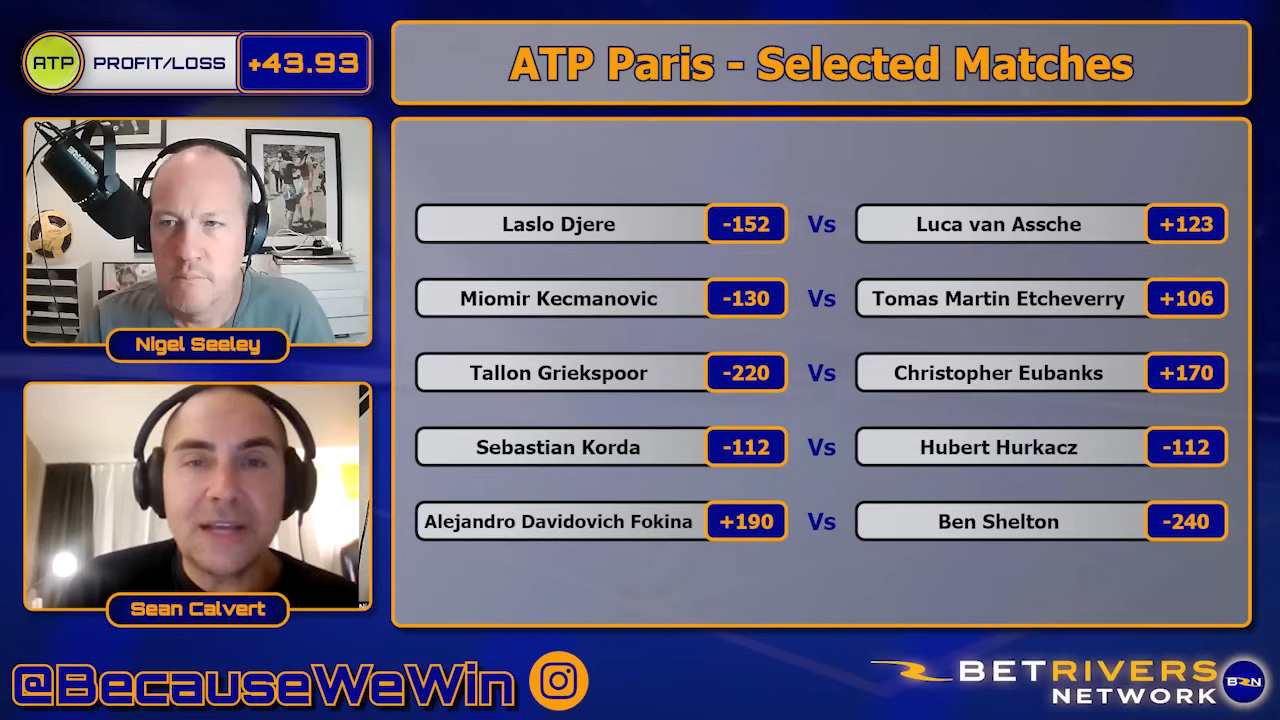 ATP PROFIT/LOSS +43.93
ATP Paris - Selected Matches
Nigel Seeley
Sean Calvert
Laslo Djere -152 Vs Luca van Assche +123
Miomir Kecmanovic -130 Vs Tomas Martin Etcheverry +106
Tallon Griekspoor -220 Vs Christopher Eubanks +170
Sebastian Korda -112 Vs Hubert Hurkacz -112
Alejandro Davidovich Fokina +190 Vs Ben Shelton -240
@BecauseWeWin
BETRIVERS
NETWORK
BRN